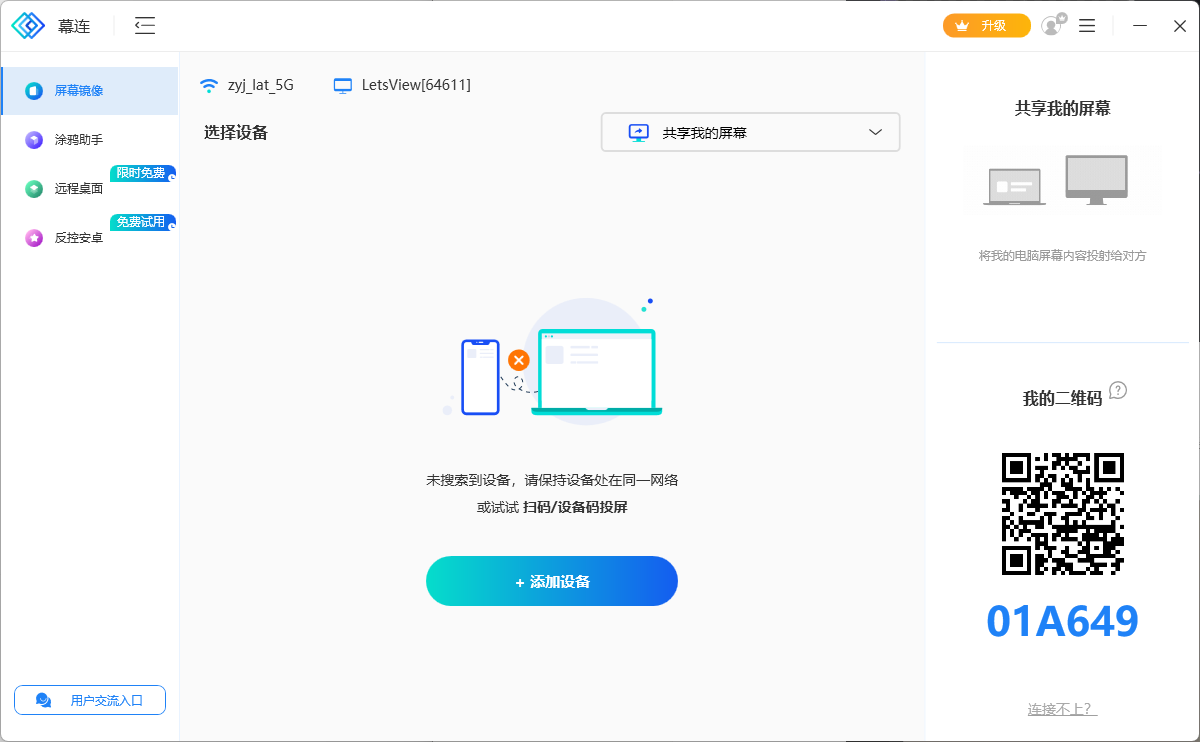 幕连
升级
屏幕镜像
涂鸦助手
限时免费
远程桌面
免费试用
反控安卓
用户交流入口
zyj_lat_5G
LetsView[64611]
选择设备
共享我的屏幕
未搜索到设备，请保持设备处在同一网络
或试试 扫码/设备码投屏
+ 添加设备
共享我的屏幕
将我的电脑屏幕内容投射给对方
我的二维码
01A649
连接不上?